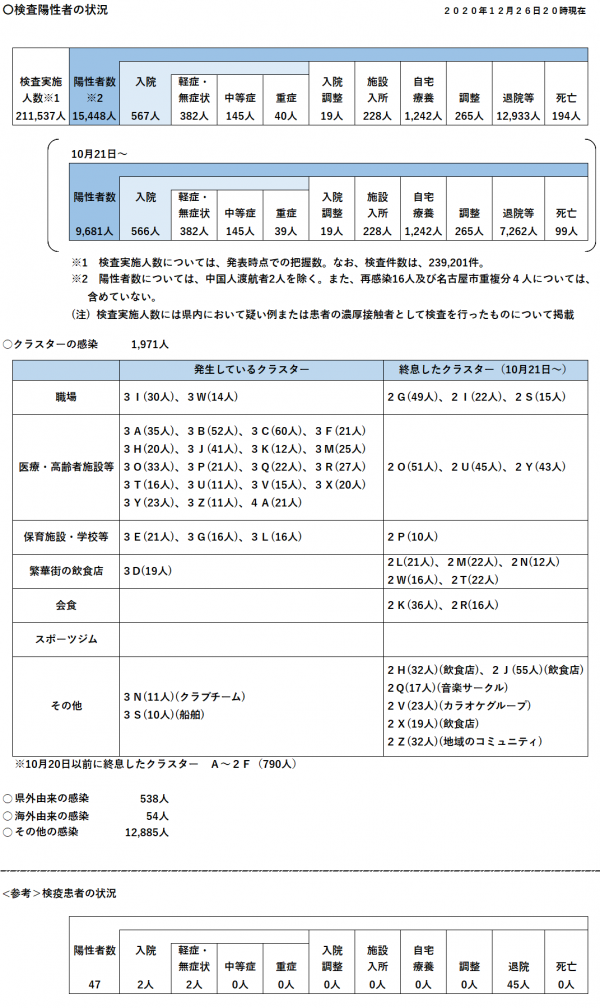 〇検査陽性者の状況
２０２０年１２月２６日２０時現在
検査実施人数※1 陽性者数※2 入院 軽症・無症状 中等症 重症 入院調整 施設入所 自宅療養 調整 退院等 死亡
211,537人 15,448人 567人 382人 145人 40人 19人 228人 1,242人 265人 12,933人 194人
10月21日～
陽性者数 入院 軽症・無症状 中等症 重症 入院調整 施設入所 自宅療養 調整 退院等 死亡
9,681人 566人 382人 145人 39人 19人 228人 1,242人 265人 7,262人 99人
※1　検査実施人数については、発表時点での把握数。なお、検査件数は、239,201件。
※2　陽性者数については、中国人渡航者2人を除く。また、再感染16人及び名古屋市重複分４人については、
含めていない。
（注）検査実施人数には県内において疑い例または患者の濃厚接触者として検査を行ったものについて掲載
〇クラスターの感染　1,971人
発生しているクラスター 終息したクラスター（10月21日～）
職場 ３Ｉ(30人)、３Ｗ(14人) ２Ｇ(49人)、２Ｉ(22人)、２Ｓ(15人)
医療・高齢者施設等
３Ａ(35人)、３Ｂ(52人)、３Ｃ(60人)、３Ｆ(21人)
３Ｈ(20人)、３Ｊ(41人)、３Ｋ(12人)、３Ｍ(25人)
３Ｏ(33人)、３Ｐ(21人)、３Ｑ(22人)、３Ｒ(27人)
３Ｔ(16人)、３Ｕ(11人)、３Ｖ(15人)、３Ｘ(20人)
３Ｙ(23人)、３Ｚ(11人)、４Ａ(21人)
２Ｏ(51人)、２Ｕ(45人)、２Ｙ(43人)
保育施設・学校等 ３Ｅ(21人)、３Ｇ(16人)、３Ｌ(16人) ２Ｐ(10人)
繁華街の飲食店 ３Ｄ(19人)
２Ｌ(21人)、２Ｍ(22人)、２Ｎ(12人)
２Ｗ(16人)、２Ｔ(22人)
会食 ２Ｋ(36人)、２Ｒ(16人)
スポーツジム
その他
３Ｎ(11人)(クラブチーム)
３Ｓ(10人)(船舶)
２Ｈ(32人)(飲食店)、２Ｊ(55人)(飲食店)
２Ｑ(17人)(音楽サークル)
２Ｖ(23人)(カラオケグループ)
２Ｘ(19人)(飲食店)
２Ｚ(32人)(地域のコミュニティ)
※10月20日以前に終息したクラスター　Ａ～２Ｆ（790人）
〇県外由来の感染　538人
〇海外由来の感染　54人
〇その他の感染　12,885人
<参考＞検疫患者の状況
陽性者数 入院 軽症・無症状 中等症 重症 入院調整 施設入所 自宅療養 調整 退院 死亡
47 2人 2人 0人 0人 0人 0人 0人 0人 45人 0人